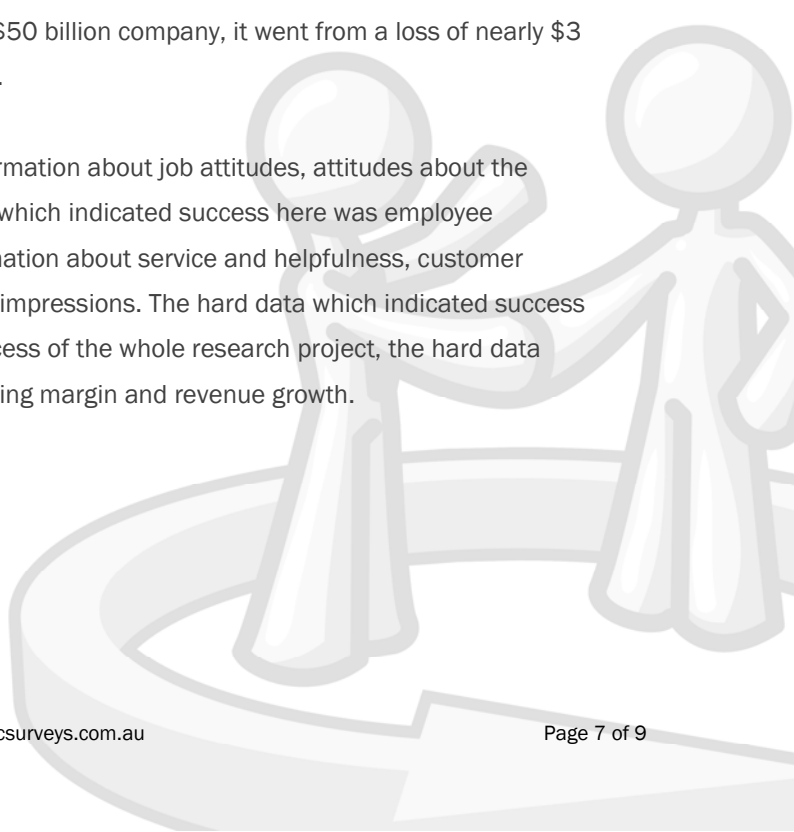 $50 billion company, it went from a loss of nearly $3
.
rmation about job attitudes, attitudes about the
which indicated success here was employee
nation about service and helpfulness, customer
impressions. The hard data which indicated success
cess of the whole research project, the hard data
ing margin and revenue growth.
csurveys.com.au Page 7 of 9